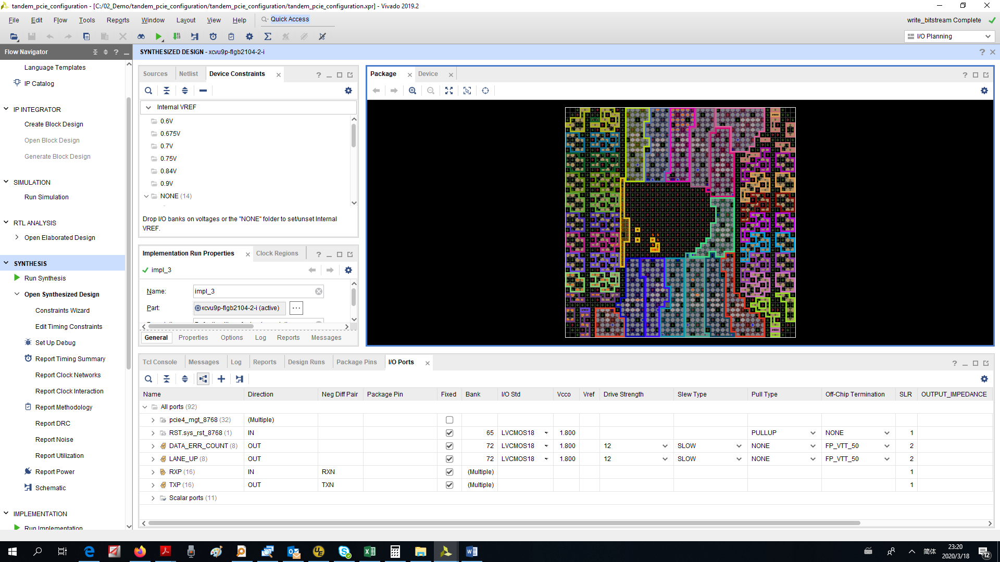 tandem_pcie_configuration - [C:/02_Demo/tandem_pcie_configuration/tandem_pcie_configuration/tandem_pcie_configuration.xpr] - Vivado 2019.2
File Edit Flow Tools Reports Window Layout View Help Quick Access
write_bitstream Complete
I/O Planning
Flow Navigator
SYNTHESIZED DESIGN - xcvu9p-flgb2104-2-i
Language Templates
IP Catalog
IP INTEGRATOR
Create Block Design
Open Block Design
Generate Block Design
SIMULATION
Run Simulation
RTL ANALYSIS
Open Elaborated Design
SYNTHESIS
Run Synthesis
Open Synthesized Design
Constraints Wizard
Edit Timing Constraints
Set Up Debug
Report Timing Summary
Report Clock Networks
Report Clock Interaction
Report Methodology
Report DRC
Report Noise
Report Utilization
Report Power
Schematic
IMPLEMENTATION
Run Implementation
Sources Netlist Device Constraints
Internal VREF
0.6V
0.675V
0.7V
0.75V
0.84V
0.9V
NONE (14)
Drop I/O banks on voltages or the "NONE" folder to set/unset Internal
VREF.
Implementation Run Properties Clock Regions
impl_3
Name: impl_3
Part: xcvu9p-flgb2104-2-i (active)
General Properties Options Log Reports Messages
Package Device
Tcl Console Messages Log Reports Design Runs Package Pins I/O Ports
Name Direction Neg Diff Pair Package Pin Fixed Bank I/O Std Vcco Vref Drive Strength Slew Type Pull Type Off-Chip Termination SLR OUTPUT_IMPEDANCE
All ports (92)
pcie4_mgt_8768 (32) (Multiple)
RST.sys_rst_8768 (1) IN 65 LVCMOS18 1.800 PULLUP NONE 1
DATA_ERR_COUNT (8) OUT 72 LVCMOS18 1.800 12 SLOW NONE FP_VTT_50 2
LANE_UP (8) OUT 72 LVCMOS18 1.800 12 SLOW NONE FP_VTT_50 2
RXP (16) IN RXN (Multiple) 1
TXP (16) OUT TXN (Multiple) 1
Scalar ports (11)
简体
23:20
2020/3/18
12